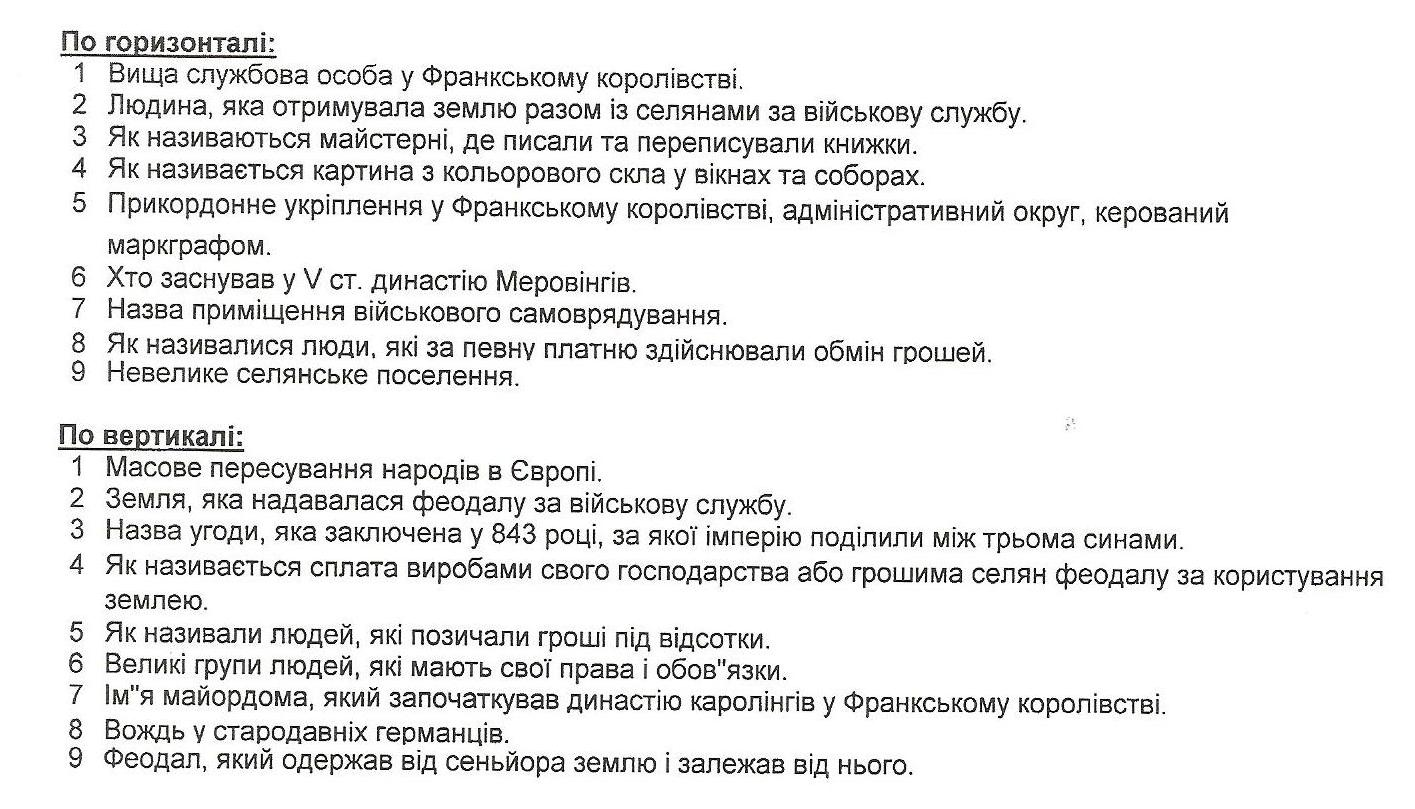 По горизонталі:
1 Вища службова особа у Франкському королівстві.
2 Людина, яка отримувала землю разом із селянами за військову службу.
3 Як називаються майстерні, де писали та переписували книжки.
4 Як називається картина з кольорового скла у вікнах та соборах.
5 Прикордонне укріплення у Франкському королівстві, адміністративний округ, керований
маркграфом.
6 Хто заснував у V ст. династію Меровінгів.
7 Назва приміщення військового самоврядування.
8 Як називалися люди, які за певну платню здійснювали обмін грошей.
9 Невелике селянське поселення.
По вертикалі:
1 Масове пересування народів в Європі.
2 Земля, яка надавалася феодалу за військову службу.
3 Назва угоди, яка заключена у 843 році, за якої імперію поділили між трьома синами.
4 Як називається сплата виробами свого господарства або грошима селян феодалу за користування
землею.
5 Як називали людей, які позичали гроші під відсотки.
6 Великі групи людей, які мають свої права і обов"язки.
7 Ім"я майордома, який започаткував династію каролінгів у Франкському королівстві.
8 Вождь у стародавніх германців.
9 Феодал, який одержав від сеньйора землю і залежав від нього.